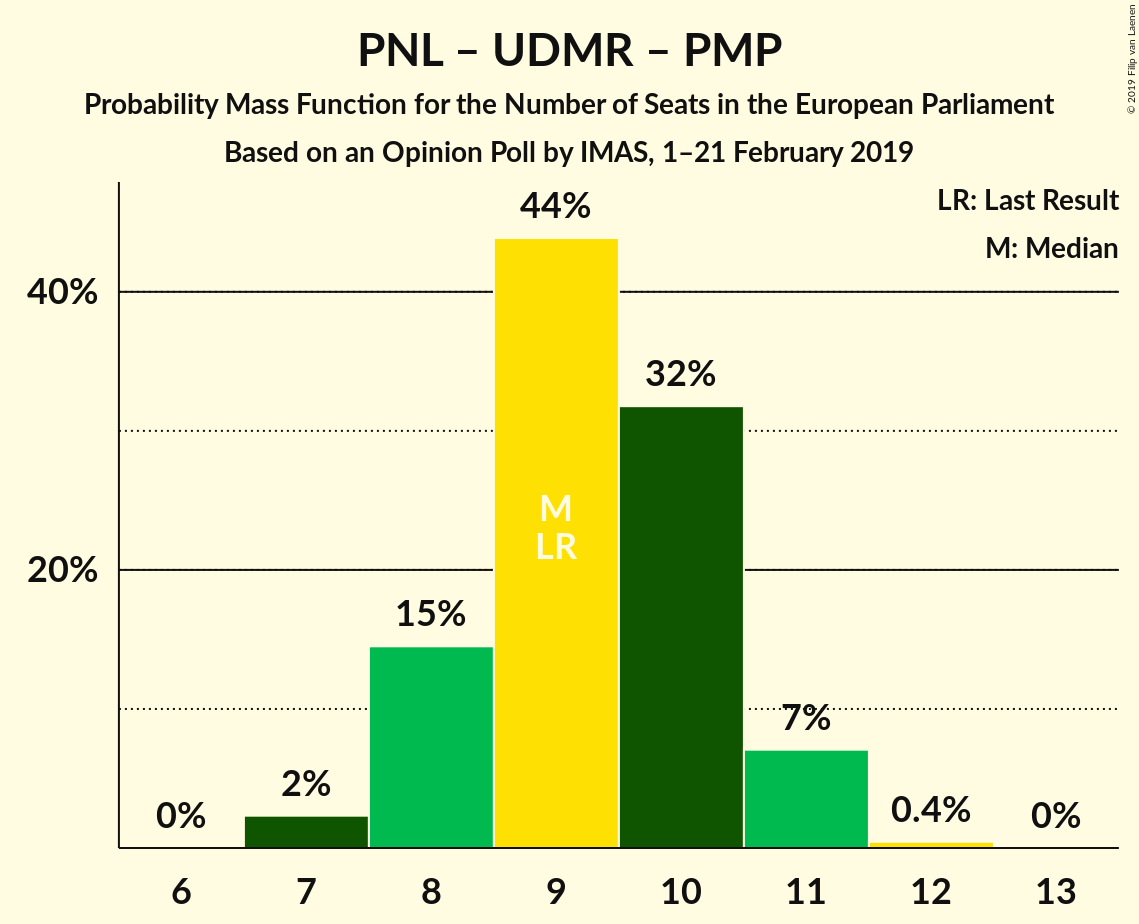 PNL – UDMR – PMP
Probability Mass Function for the Number of Seats in the European Parliament
Based on an Opinion Poll by IMAS, 1–21 February 2019
© 2019 Filip van Laenen
LR: Last Result
M: Median
40%
20%
0%
2%
15%
44%
M
LR
32%
7%
0.4%
0%
6
7
8
9
10
11
12
13